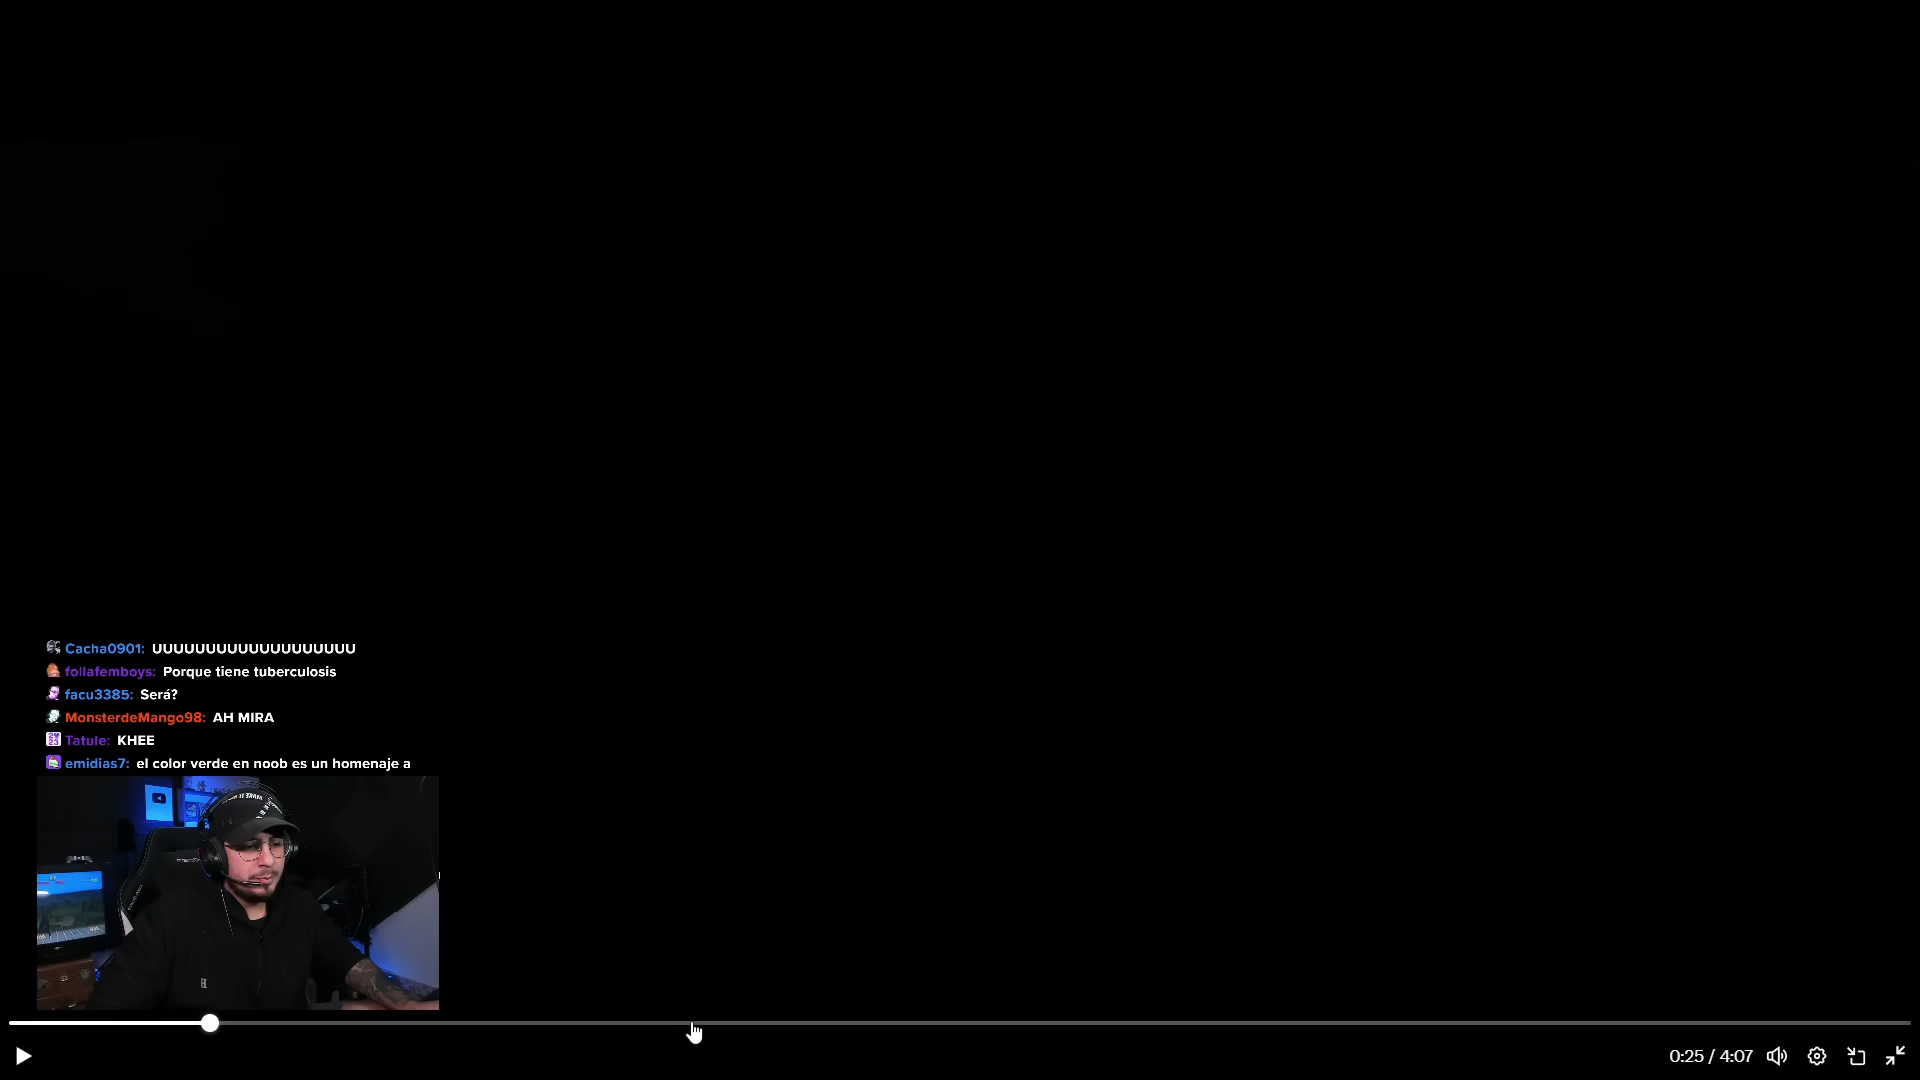 Cacha0901: UUUUUUUUUUUUUUUUUUU
follafemboys: Porque tiene tuberculosis
facu3385: Será?
MonsterdeMango98: AH MIRA
Tatule: KHEE
emidias7: el color verde en noob es un homenaje a
0:25 / 4:07